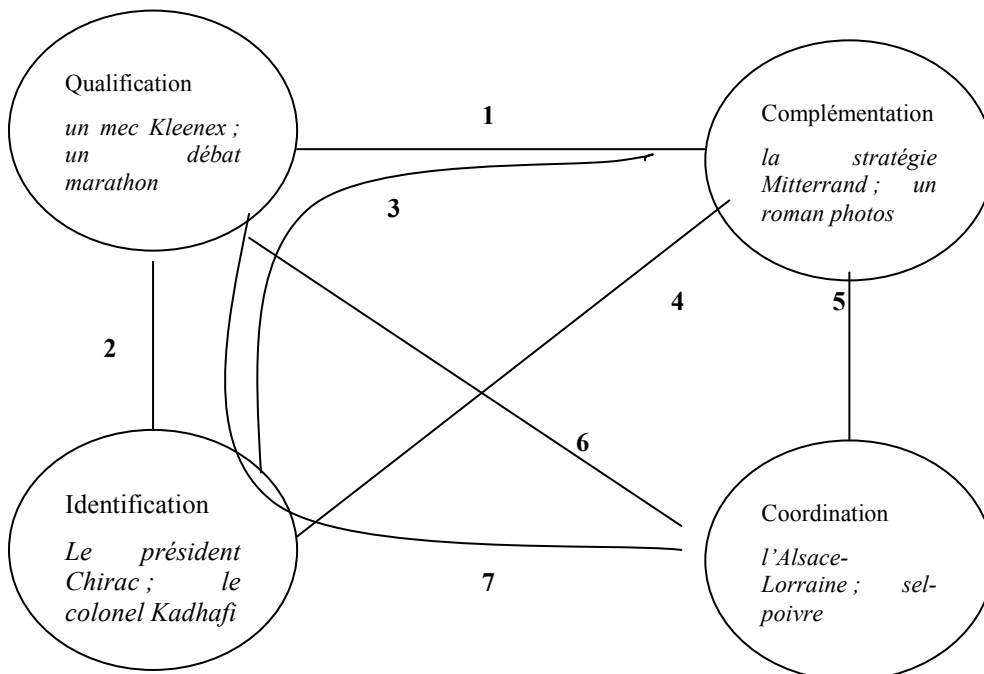 Qualification
un mec Kleenex ;
un débat
marathon
1
Complémentation
la stratégie
Mitterrand ; un
roman photos
3
4
5
2
6
Identification
Le président
Chirac ; le
colonel Kadhafi
7
Coordination
l’Alsace-
Lorraine ; sel-
poivre